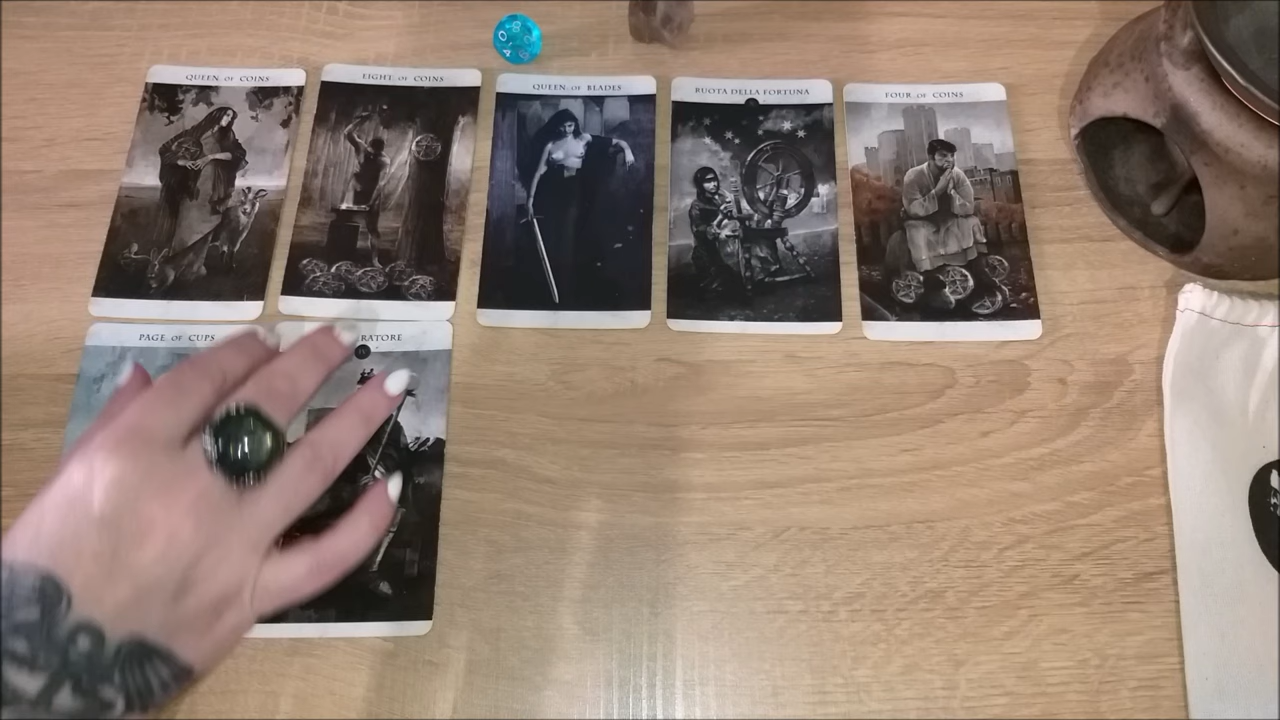 QUEEN OF COINS
EIGHT OF COINS
QUEEN OF BLADES
RUOTA DELLA FORTUNA
FOUR OF COINS
PAGE OF CUPS
RATORE
IV